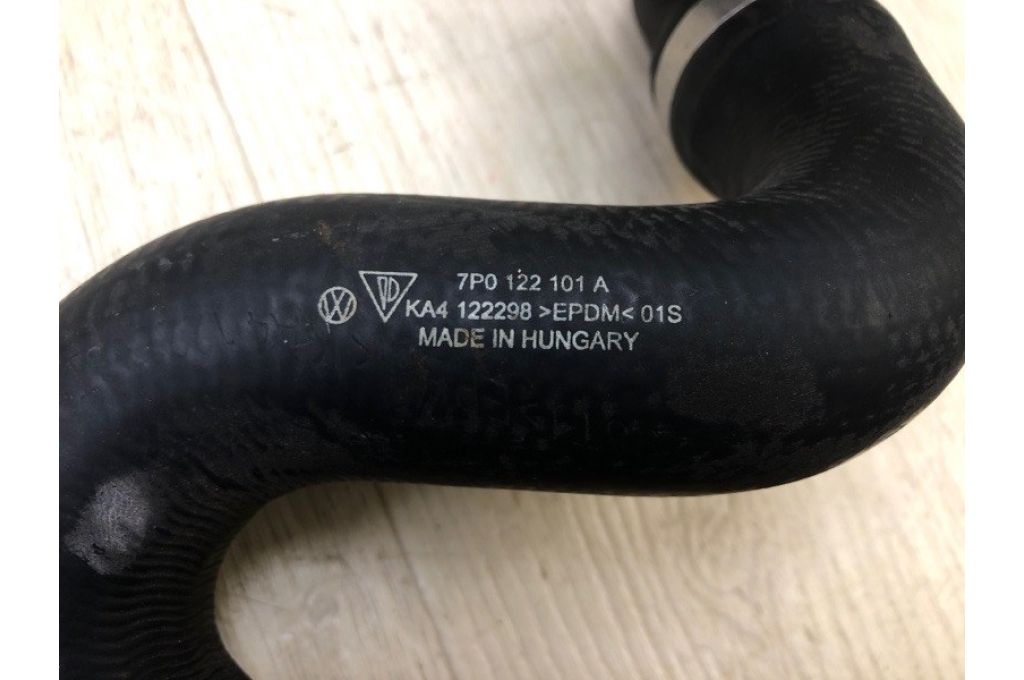 7P0 122 101 A
KA4 122298 >EPDM< 01S
MADE IN HUNGARY